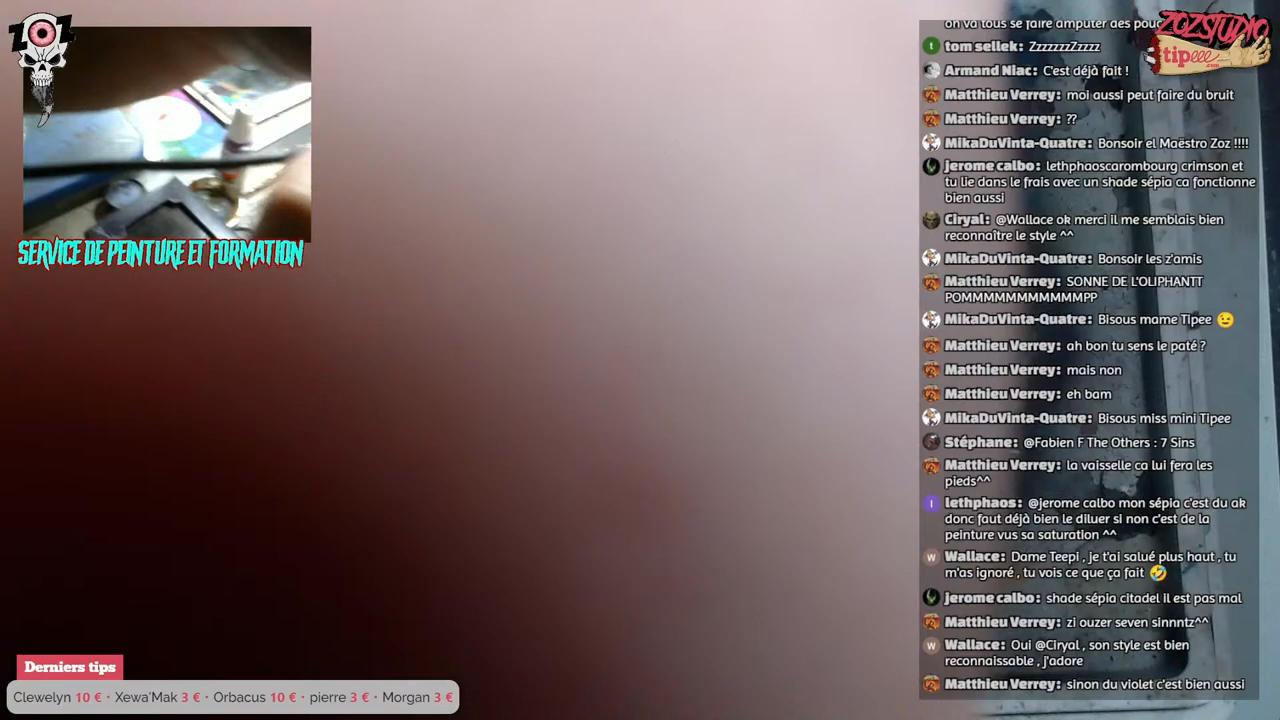 ZOZ
SERVICE DE PEINTURE ET FORMATION
ZOZSTUDIO
tipeee
.com
on va tous se faire amputer des pouc
tom sellek: ZzzzzzzZzzzz
Armand Niac: C'est déjà fait !
Matthieu Verrey: moi aussi peut faire du bruit
Matthieu Verrey: ??
MikaDuVinta-Quatre: Bonsoir el Maëstro Zoz !!!!
jerome calbo: lethphaoscarombourg crimson et
tu lie dans le frais avec un shade sépia ca fonctionne
bien aussi
Ciryal: @Wallace ok merci il me semblais bien
reconnaître le style ^^
MikaDuVinta-Quatre: Bonsoir les z'amis
Matthieu Verrey: SONNE DE L'OLIPHANTT
POMMMMMMMMMMMPP
MikaDuVinta-Quatre: Bisous mame Tipee 😉
Matthieu Verrey: ah bon tu sens le paté ?
Matthieu Verrey: mais non
Matthieu Verrey: eh bam
MikaDuVinta-Quatre: Bisous miss mini Tipee
Stéphane: @Fabien F The Others : 7 Sins
Matthieu Verrey: la vaisselle ca lui fera les
pieds^^
lethphaos: @jerome calbo mon sépia c'est du ak
donc faut déjà bien le diluer si non c'est de la
peinture vus sa saturation ^^
Wallace: Dame Teepi , je t'ai salué plus haut , tu
m'as ignoré , tu vois ce que ça fait 🤣
jerome calbo: shade sépia citadel il est pas mal
Matthieu Verrey: zi ouzer seven sinnntz^^
Wallace: Oui @Ciryal , son style est bien
reconnaissable , j'adore
Matthieu Verrey: sinon du violet c'est bien aussi
Derniers tips
Clewelyn 10 € · Xewa'Mak 3 € · Orbacus 10 € · pierre 3 € · Morgan 3 €